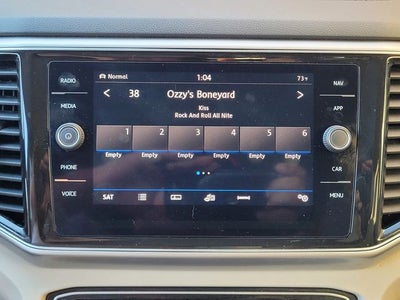 Normal 1:04 73°F
RADIO NAV
< 38 Ozzy's Boneyard >
MEDIA APP
Kiss
Rock And Roll All Nite
1 2 3 4 5 6
Empty Empty Empty Empty Empty Empty
PHONE CAR
VOICE MENU
SAT